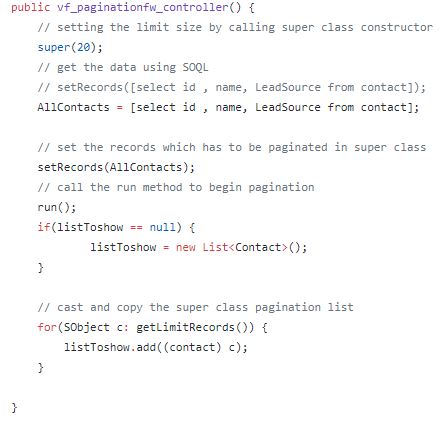 public vf_paginationfw_controller() {
// setting the limit size by calling super class constructor
super(20);
// get the data using SOQL
// setRecords([select id , name, LeadSource from contact]);
AllContacts = [select id , name, LeadSource from contact];
// set the records which has to be paginated in super class
setRecords(AllContacts);
// call the run method to begin pagination
run();
if(listToshow == null) {
listToshow = new List<Contact>();
}
// cast and copy the super class pagination list
for(SObject c: getLimitRecords()) {
listToshow.add((contact) c);
}
}